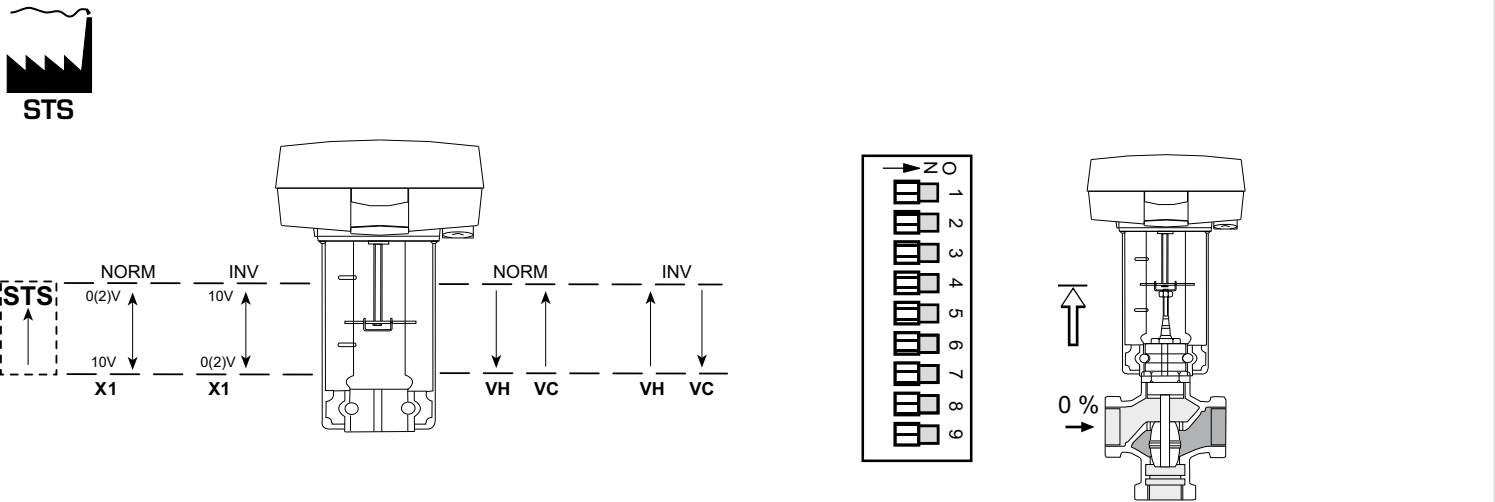 STS
NORM
INV
NORM
INV
STS
0(2)V
10V
10V
0(2)V
X1
X1
VH
VC
VH
VC
ON
1
2
3
4
5
6
7
8
9
0 %